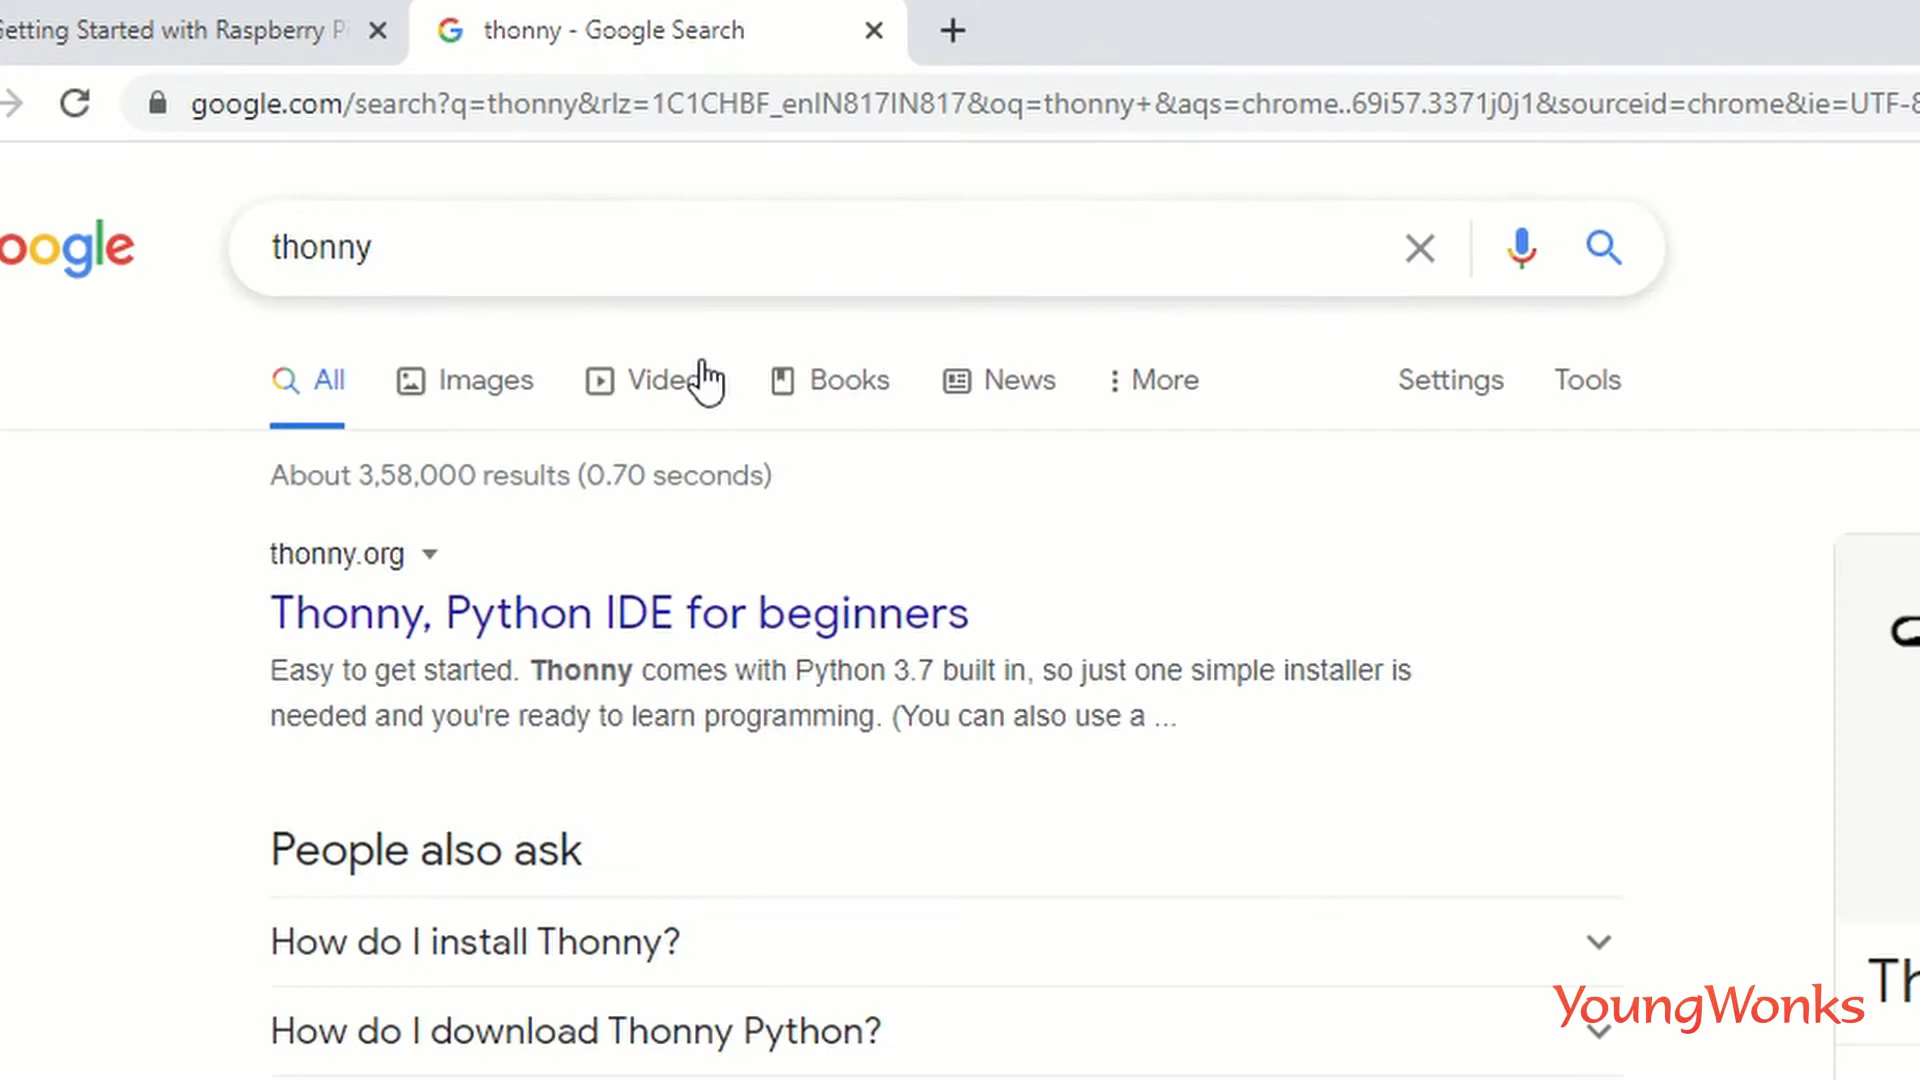 Getting Started with Raspberry P
thonny - Google Search
google.com/search?q=thonny&rlz=1C1CHBF_enIN817IN817&oq=thonny+&aqs=chrome..69i57.3371j0j1&sourceid=chrome&ie=UTF-8
oogle
thonny
All Images Video Books News More Settings Tools
About 3,58,000 results (0.70 seconds)
thonny.org
Thonny, Python IDE for beginners
Easy to get started. Thonny comes with Python 3.7 built in, so just one simple installer is
needed and you're ready to learn programming. (You can also use a ...
People also ask
How do I install Thonny?
Th
YoungWonks
How do I download Thonny Python?